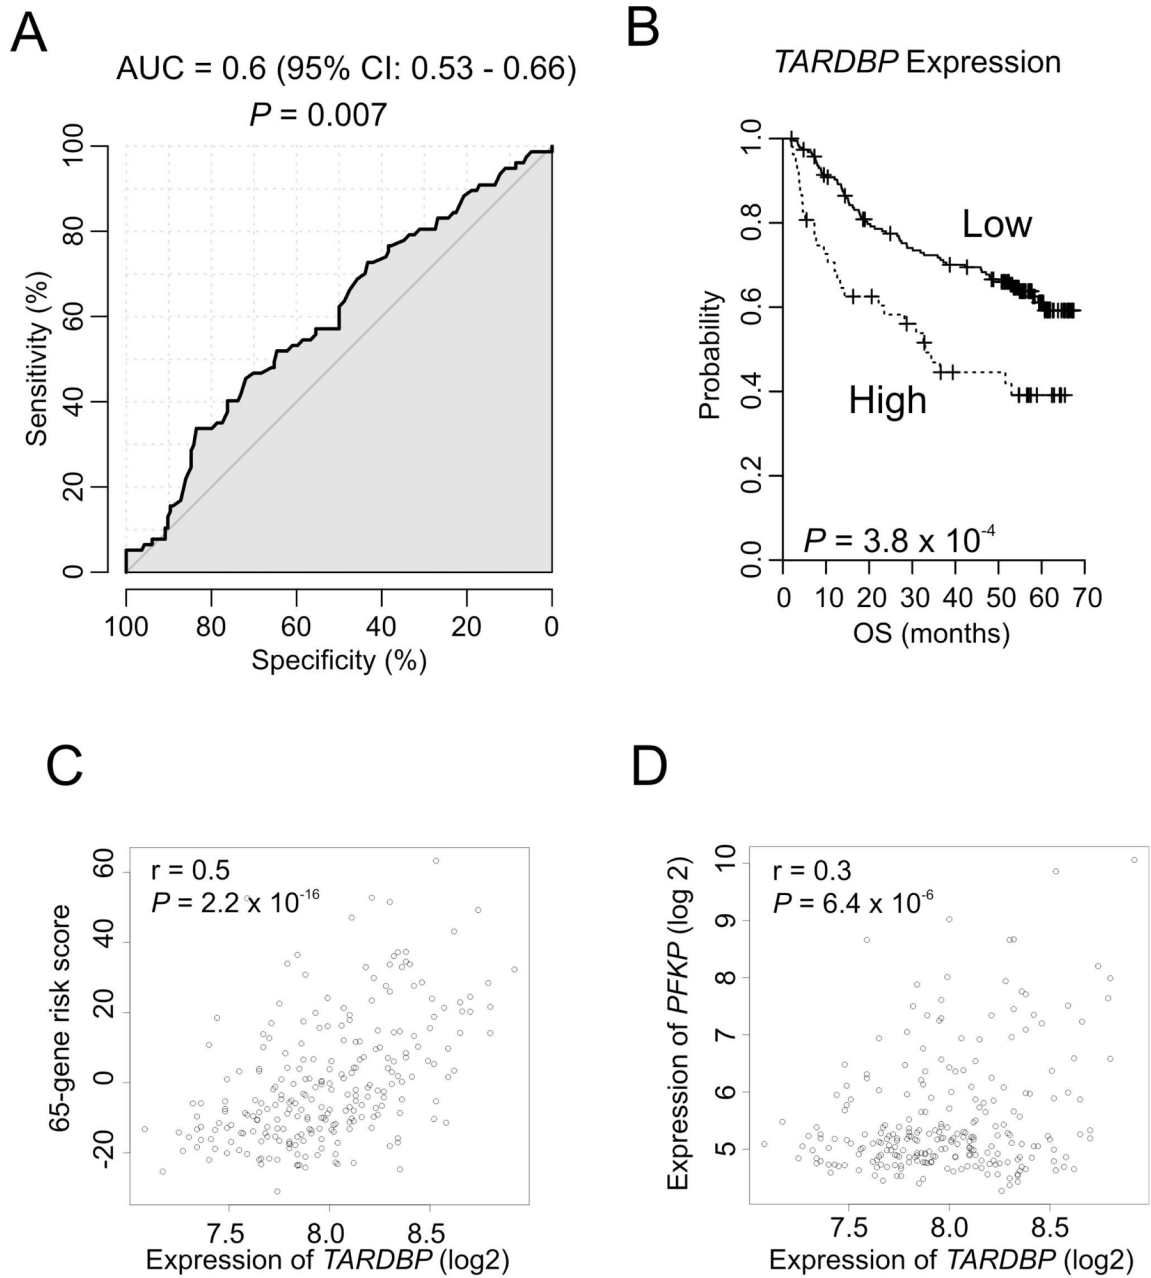 A
AUC = 0.6 (95% CI: 0.53 - 0.66)
P = 0.007
100
80
60
40
20
0
Sensitivity (%)
100 80 60 40 20 0
Specificity (%)
B
TARDBP Expression
1.0
0.8
0.6
0.4
0.2
0.0
Probability
Low
High
P = 3.8 x 10-4
0 10 20 30 40 50 60 70
OS (months)
C
r = 0.5
P = 2.2 x 10-16
60
40
20
0
-20
65-gene risk score
7.5 8.0 8.5
Expression of TARDBP (log2)
D
r = 0.3
P = 6.4 x 10-6
10
9
8
7
6
5
Expression of PFKP (log 2)
7.5 8.0 8.5
Expression of TARDBP (log2)